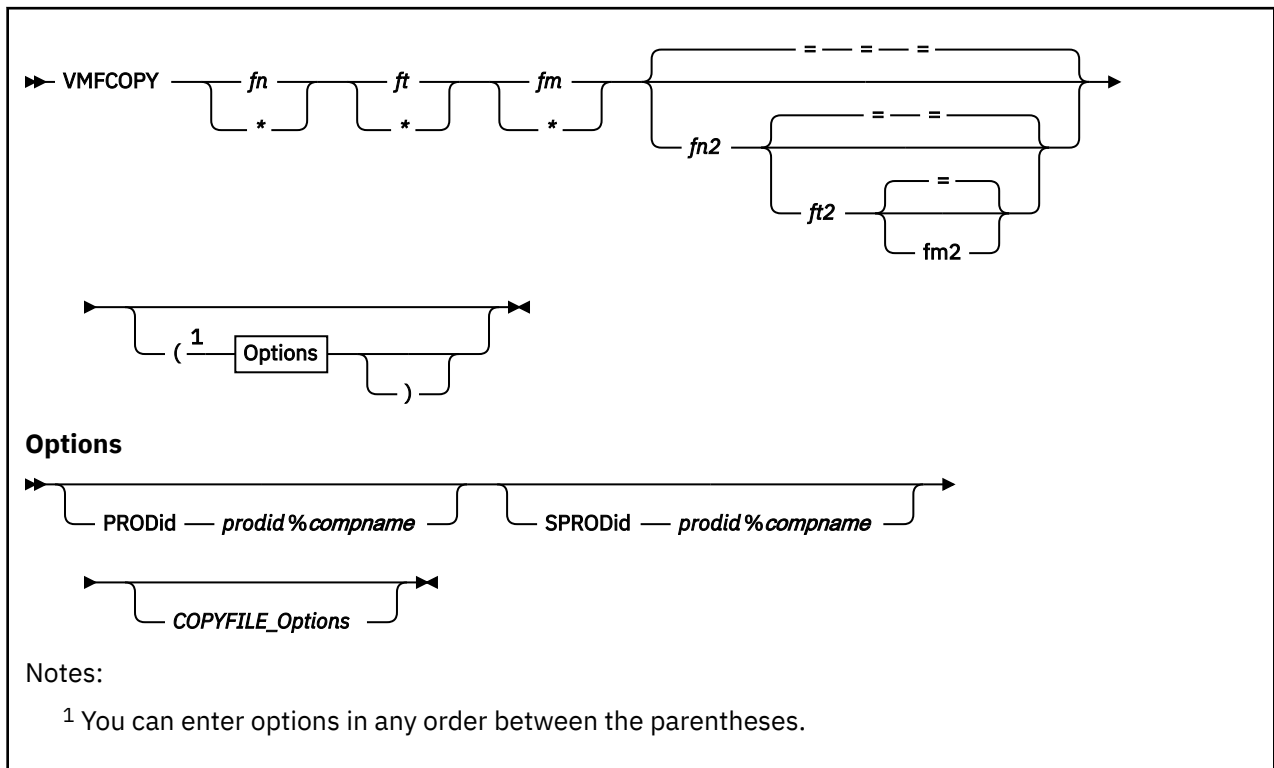 = = =
VMFCOPY fn ft fm
* * *
= =
fn2
=
ft2
fm2
( 1 Options
)
Options
PRODid prodid % compname SPRODid prodid % compname
COPYFILE_Options
Notes:
1 You can enter options in any order between the parentheses.